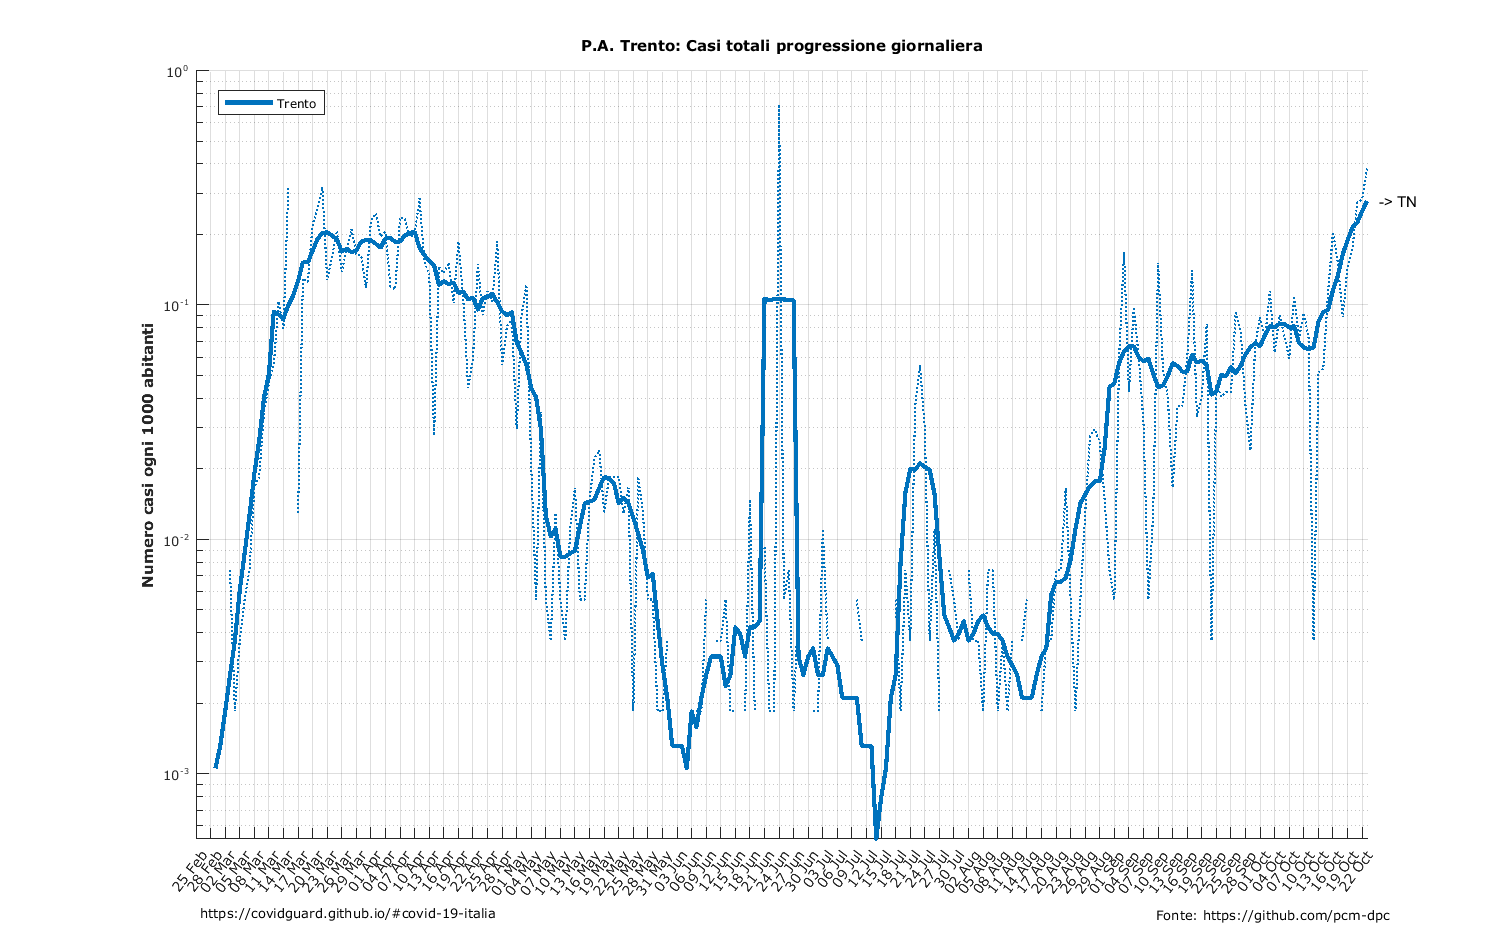 P.A. Trento: Casi totali progressione giornaliera
10^0
Trento
-> TN
10^-1
Numero casi ogni 1000 abitanti
10^-2
10^-3
25 Feb
28 Feb
02 Mar
05 Mar
08 Mar
11 Mar
14 Mar
17 Mar
20 Mar
23 Mar
26 Mar
29 Mar
01 Apr
04 Apr
07 Apr
10 Apr
13 Apr
16 Apr
19 Apr
22 Apr
25 Apr
28 Apr
01 May
04 May
07 May
10 May
13 May
16 May
19 May
22 May
25 May
28 May
31 May
03 Jun
06 Jun
09 Jun
12 Jun
15 Jun
18 Jun
21 Jun
24 Jun
27 Jun
30 Jun
03 Jul
06 Jul
09 Jul
12 Jul
15 Jul
18 Jul
21 Jul
24 Jul
27 Jul
30 Jul
02 Aug
05 Aug
08 Aug
11 Aug
14 Aug
17 Aug
20 Aug
23 Aug
26 Aug
29 Aug
01 Sep
04 Sep
07 Sep
10 Sep
13 Sep
16 Sep
19 Sep
22 Sep
25 Sep
28 Sep
01 Oct
04 Oct
07 Oct
10 Oct
13 Oct
16 Oct
19 Oct
22 Oct
https://covidguard.github.io/#covid-19-italia
Fonte: https://github.com/pcm-dpc